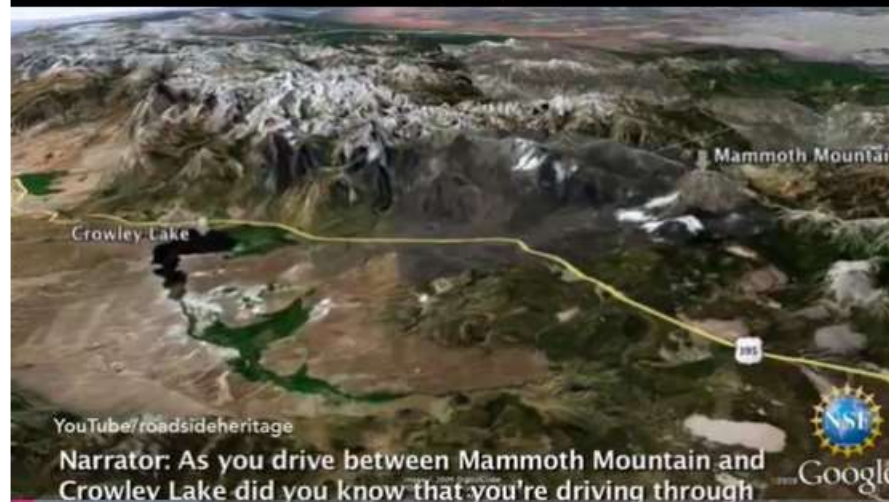 Mammoth Mountai
Crowley Lake
395
YouTube/roadsideheritage
NSF
Narrator: As you drive between Mammoth Mountain and
Google
Crowley Lake did you know that you're driving through